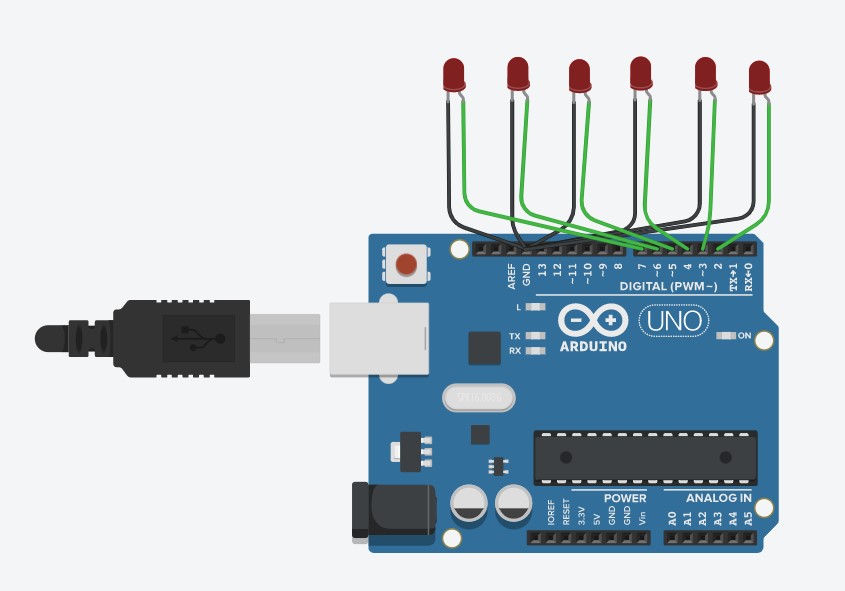 AREF
GND
13
12
~11
~10
~9
8
7
~6
~5
4
~3
2
TX→1
RX←0
DIGITAL (PWM~)
L
TX
RX
ARDUINO
UNO
ON
POWER
ANALOG IN
IOREF
RESET
3.3V
5V
GND
GND
Vin
A0
A1
A2
A3
A4
A5